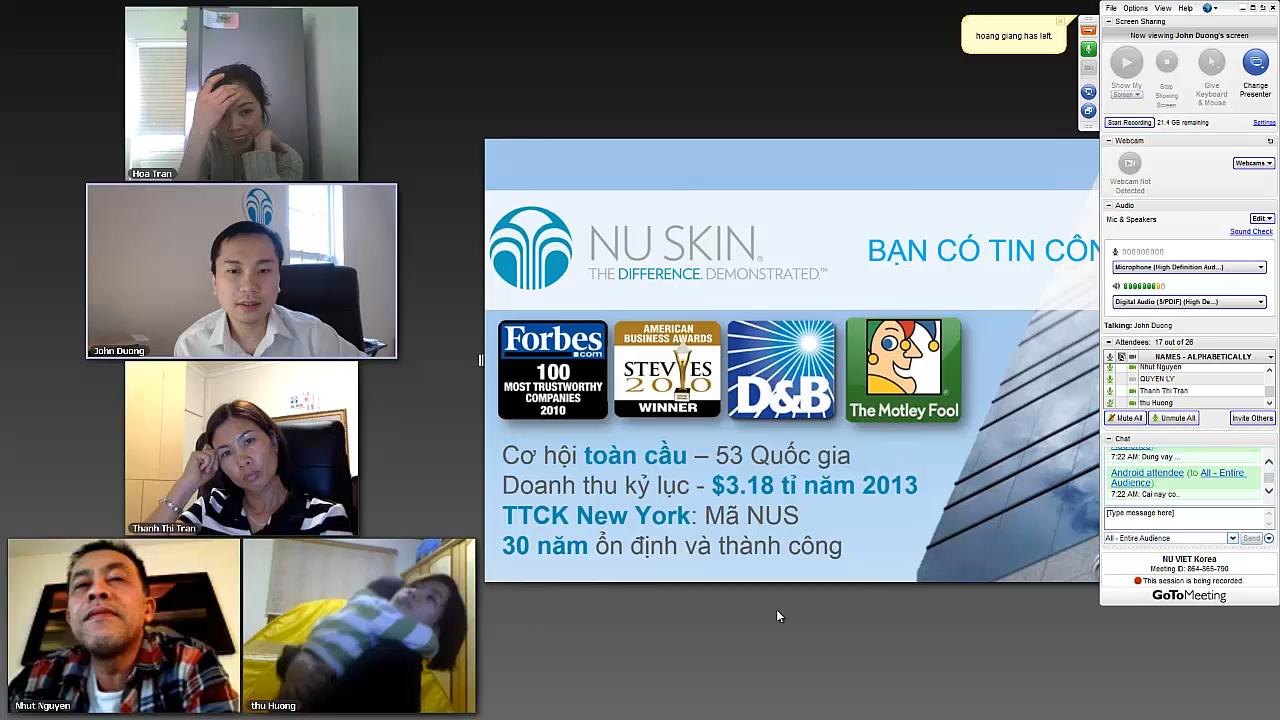 Hoa Tran
John Duong
Thanh Thi Tran
Nhut Nguyen
thu Huong
hoang giang has left.
NU SKIN®
THE DIFFERENCE. DEMONSTRATED.™
BẠN CÓ TIN CÔN
Forbes
.com
100
MOST TRUSTWORTHY
COMPANIES
2010
AMERICAN
BUSINESS AWARDS
STEVIES
2010
WINNER
D&B
The Motley Fool
Cơ hội toàn cầu – 53 Quốc gia
Doanh thu kỷ lục - $3.18 tỉ năm 2013
TTCK New York: Mã NUS
30 năm ổn định và thành công
File Options View Help
Screen Sharing
Now viewing John Duong's screen
Show My
Screen
Stop
Showing
Screen
Give
Keyboard
& Mouse
Change
Presenter
Start Recording 21.4 GB remaining Settings
Webcam
Webcam Not
Detected
Webcams
Audio
Mic & Speakers Edit
Sound Check
Microphone (High Definition Aud...)
Digital Audio (S/PDIF) (High De...
Talking: John Duong
Attendees: 17 out of 26
NAMES - ALPHABETICALLY
Nhut Nguyen
QUYEN LY
Thanh Thi Tran
thu Huong
Mute All Unmute All Invite Others
Chat
Audience):
7:22 AM: Dung vay ...
Android attendee (to All - Entire
Audience):
7:22 AM: Cai nay co..
[Type message here]
All - Entire Audience Send
NU VIET Korea
Meeting ID: 864-865-790
This session is being recorded.
GoToMeeting